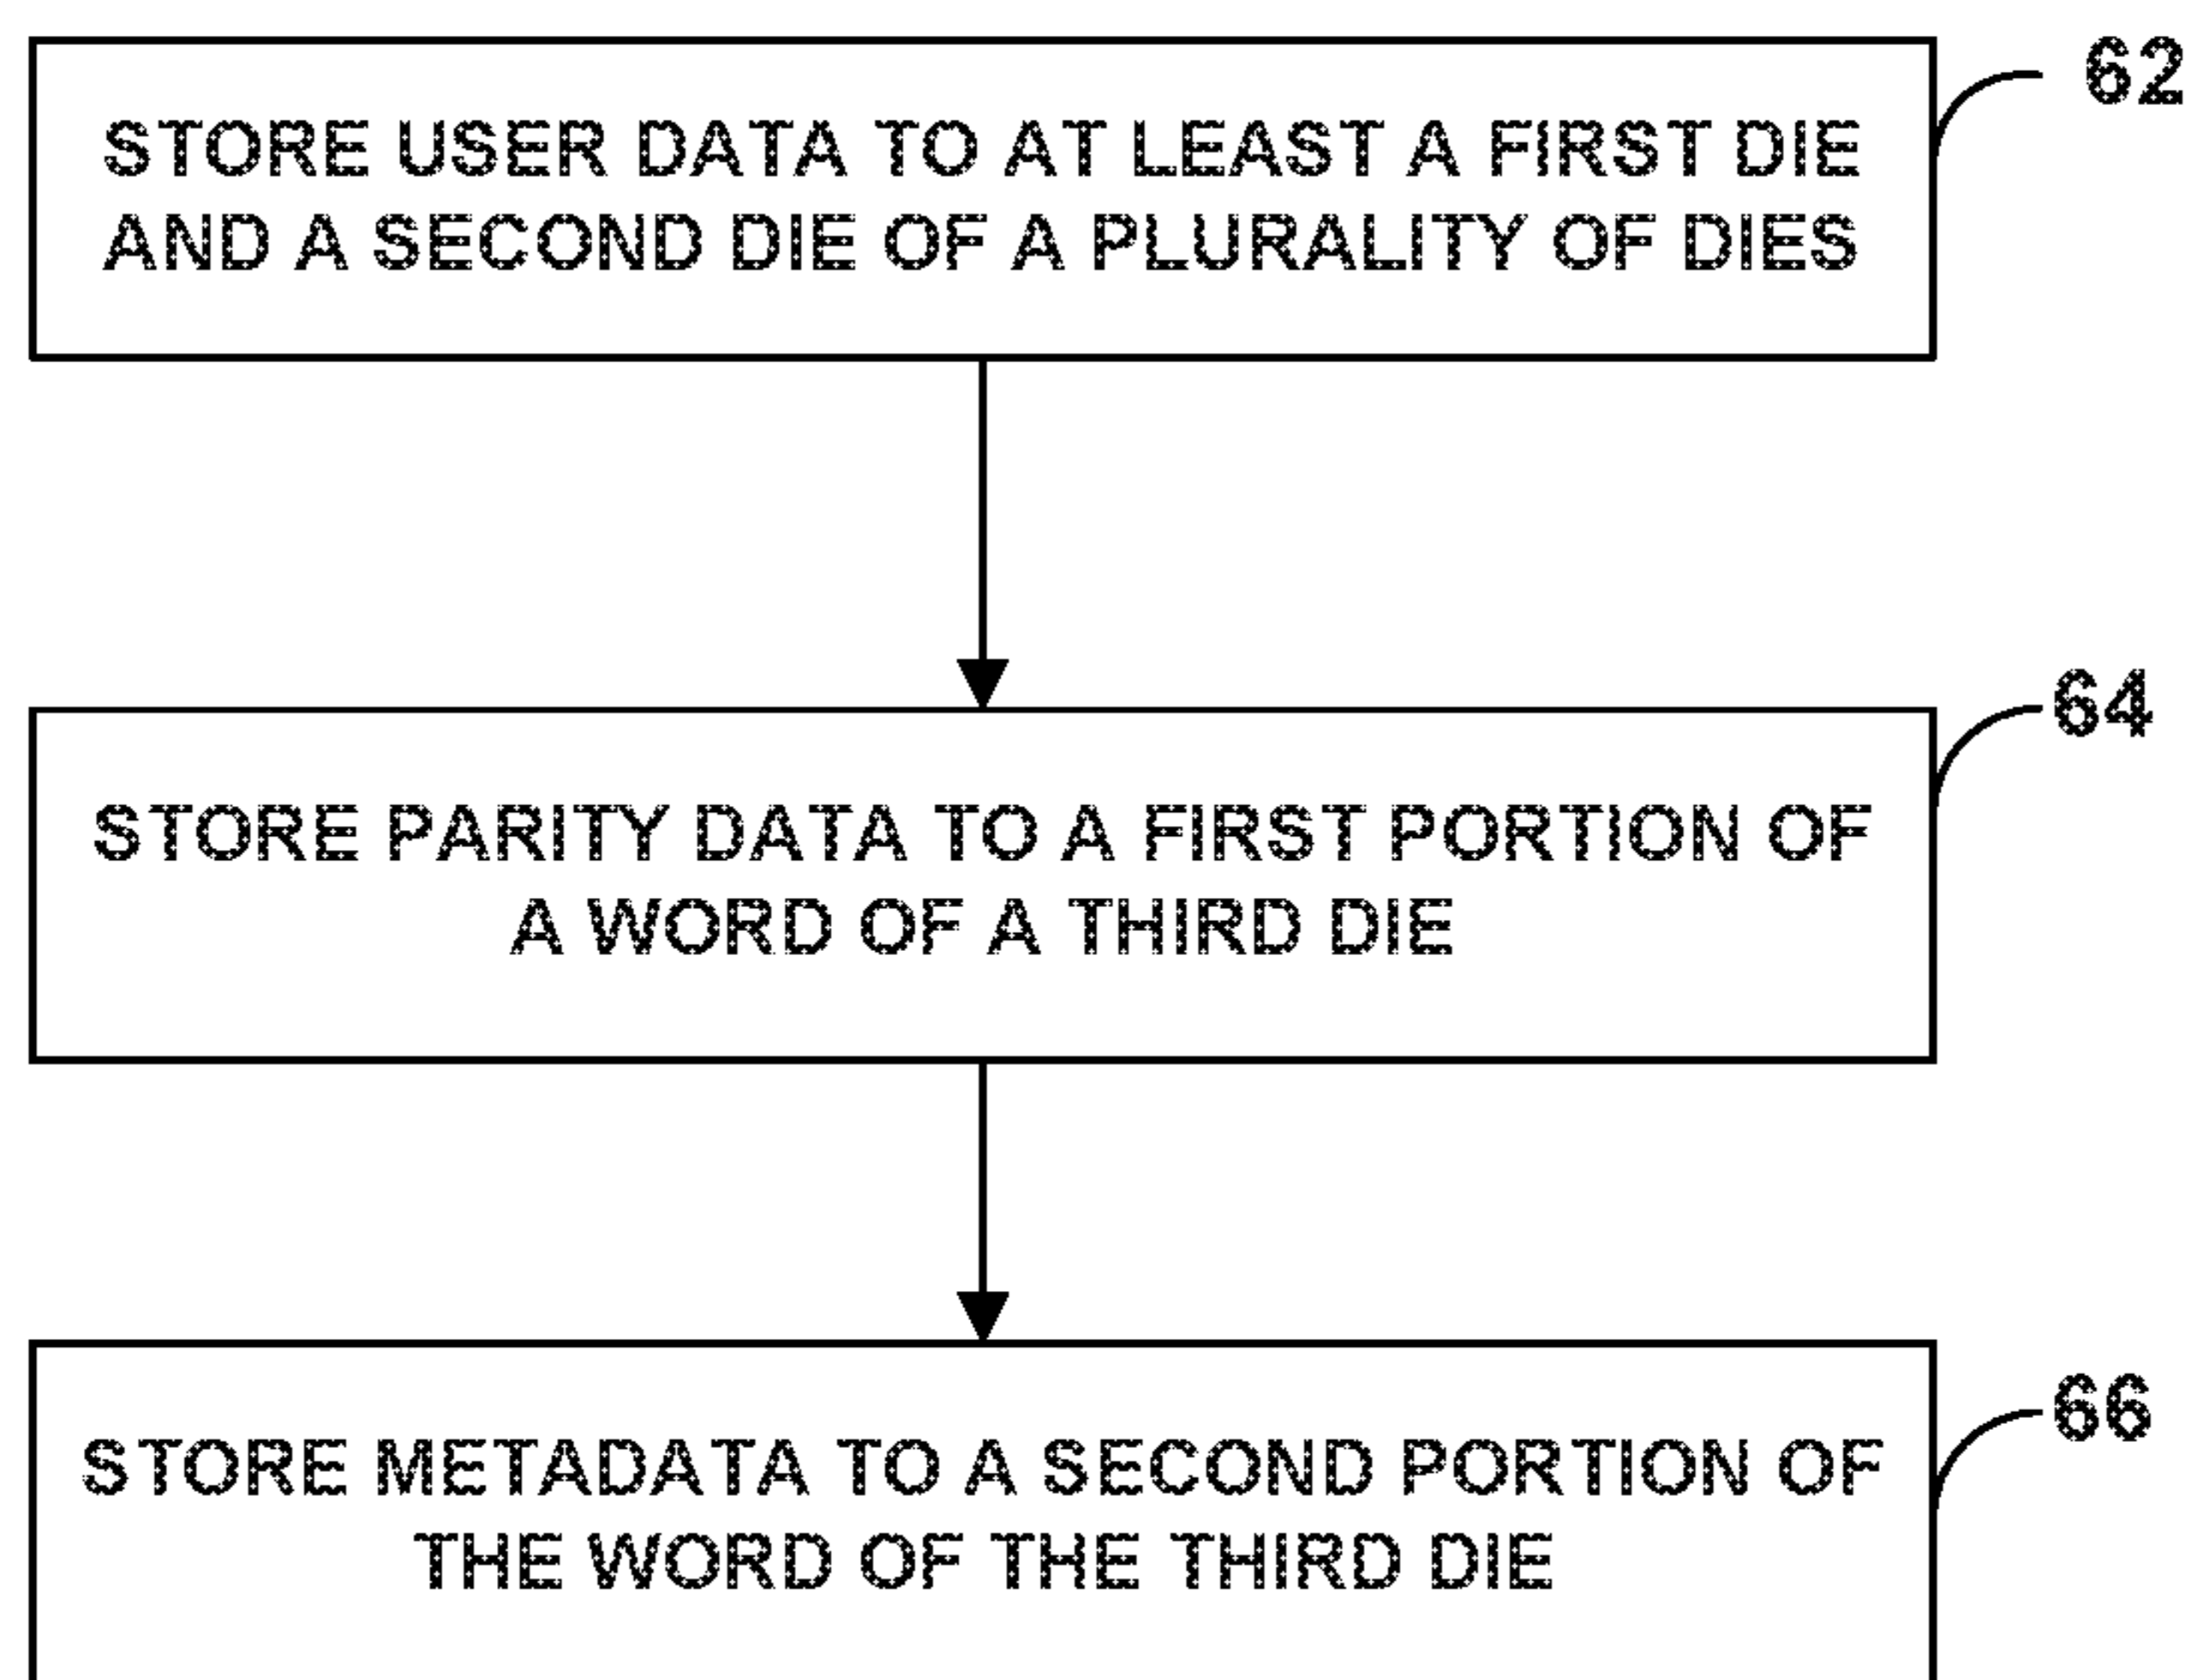 62
STORE USER DATA TO AT LEAST A FIRST DIE
AND A SECOND DIE OF A PLURALITY OF DIES
64
STORE PARITY DATA TO A FIRST PORTION OF
A WORD OF A THIRD DIE
66
STORE METADATA TO A SECOND PORTION OF
THE WORD OF THE THIRD DIE